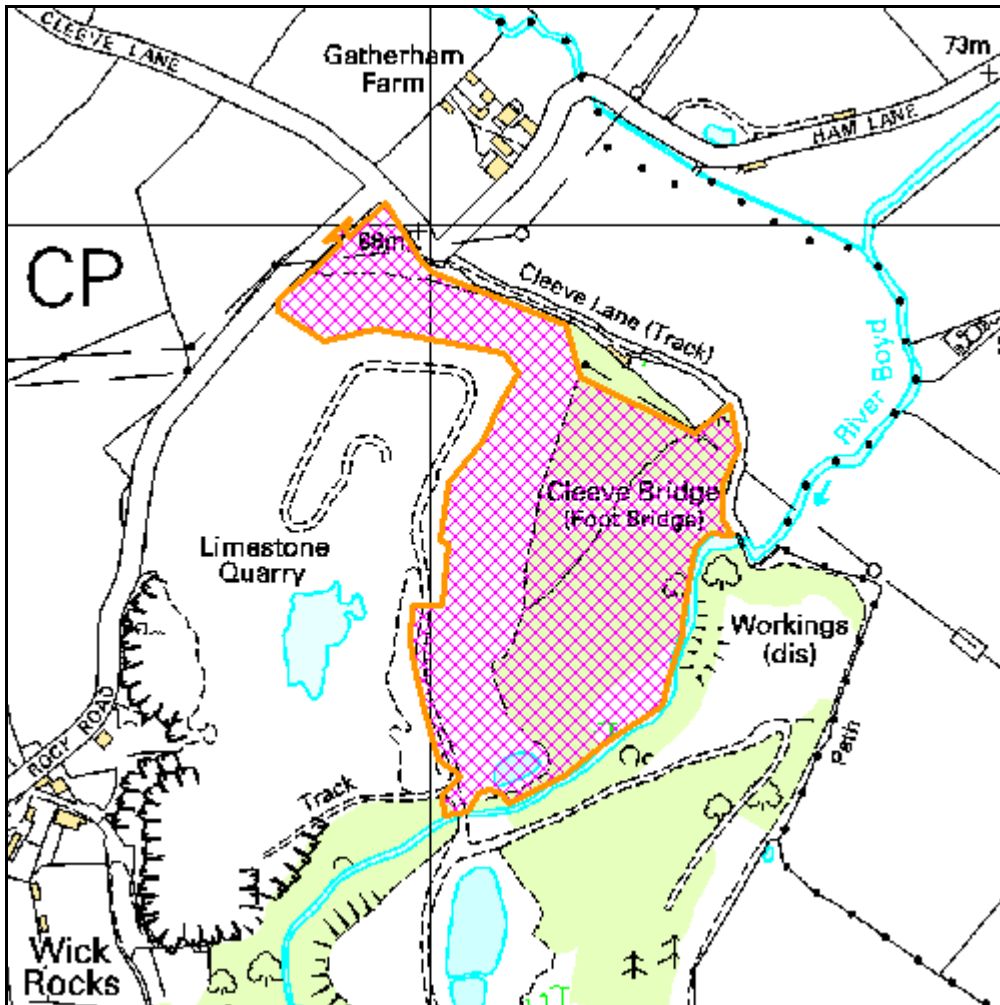 CLEEVE LANE
Gatherham
Farm
73m
HAM LANE
CP
68m
Cleeve Lane (Track)
River Boyd
Cleeve Bridge
(Foot Bridge)
Limestone
Quarry
Workings
(dis)
ROCK ROAD
Track
Path
Wick
Rocks